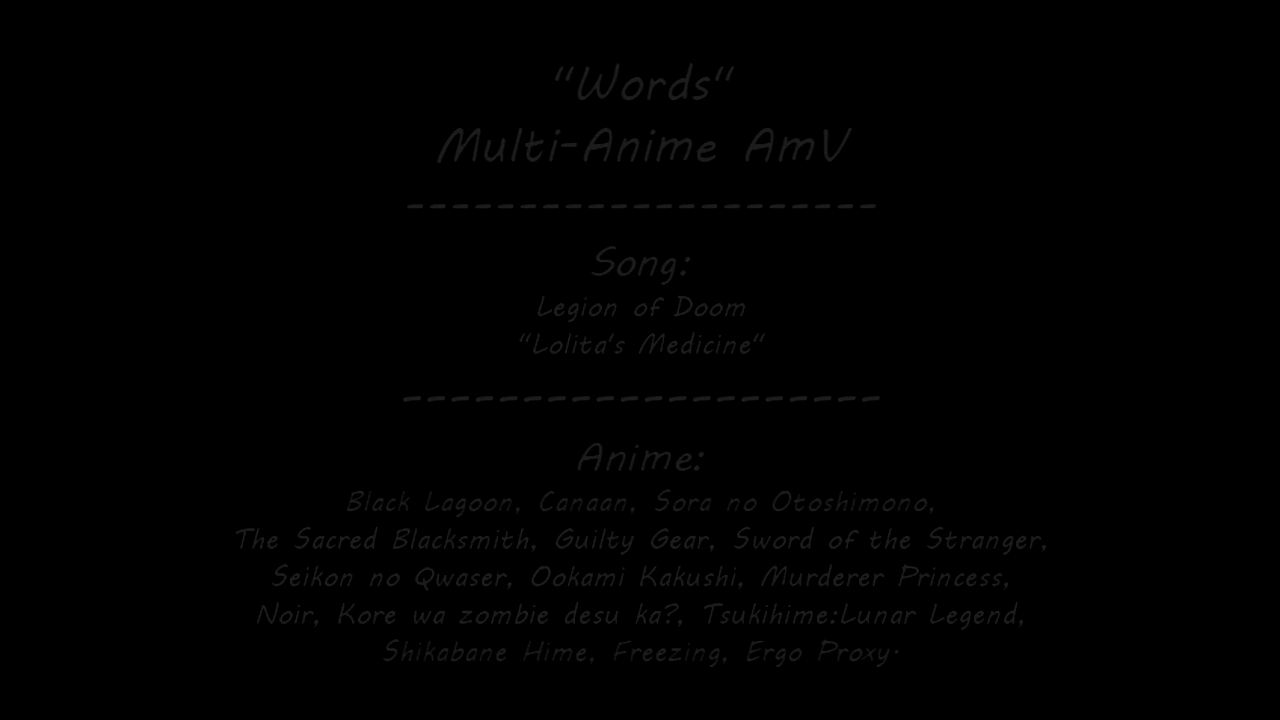 "Words"
Multi-Anime AmV
---------------------
Song:
Legion of Doom
"Lolita's Medicine"
--------------------
Anime:
Black Lagoon, Canaan, Sora no Otoshimono,
The Sacred Blacksmith, Guilty Gear, Sword of the Stranger,
Seikon no Qwaser, Ookami Kakushi, Murderer Princess,
Noir, Kore wa zombie desu ka?, Tsukihime:Lunar Legend,
Shikabane Hime, Freezing, Ergo Proxy.